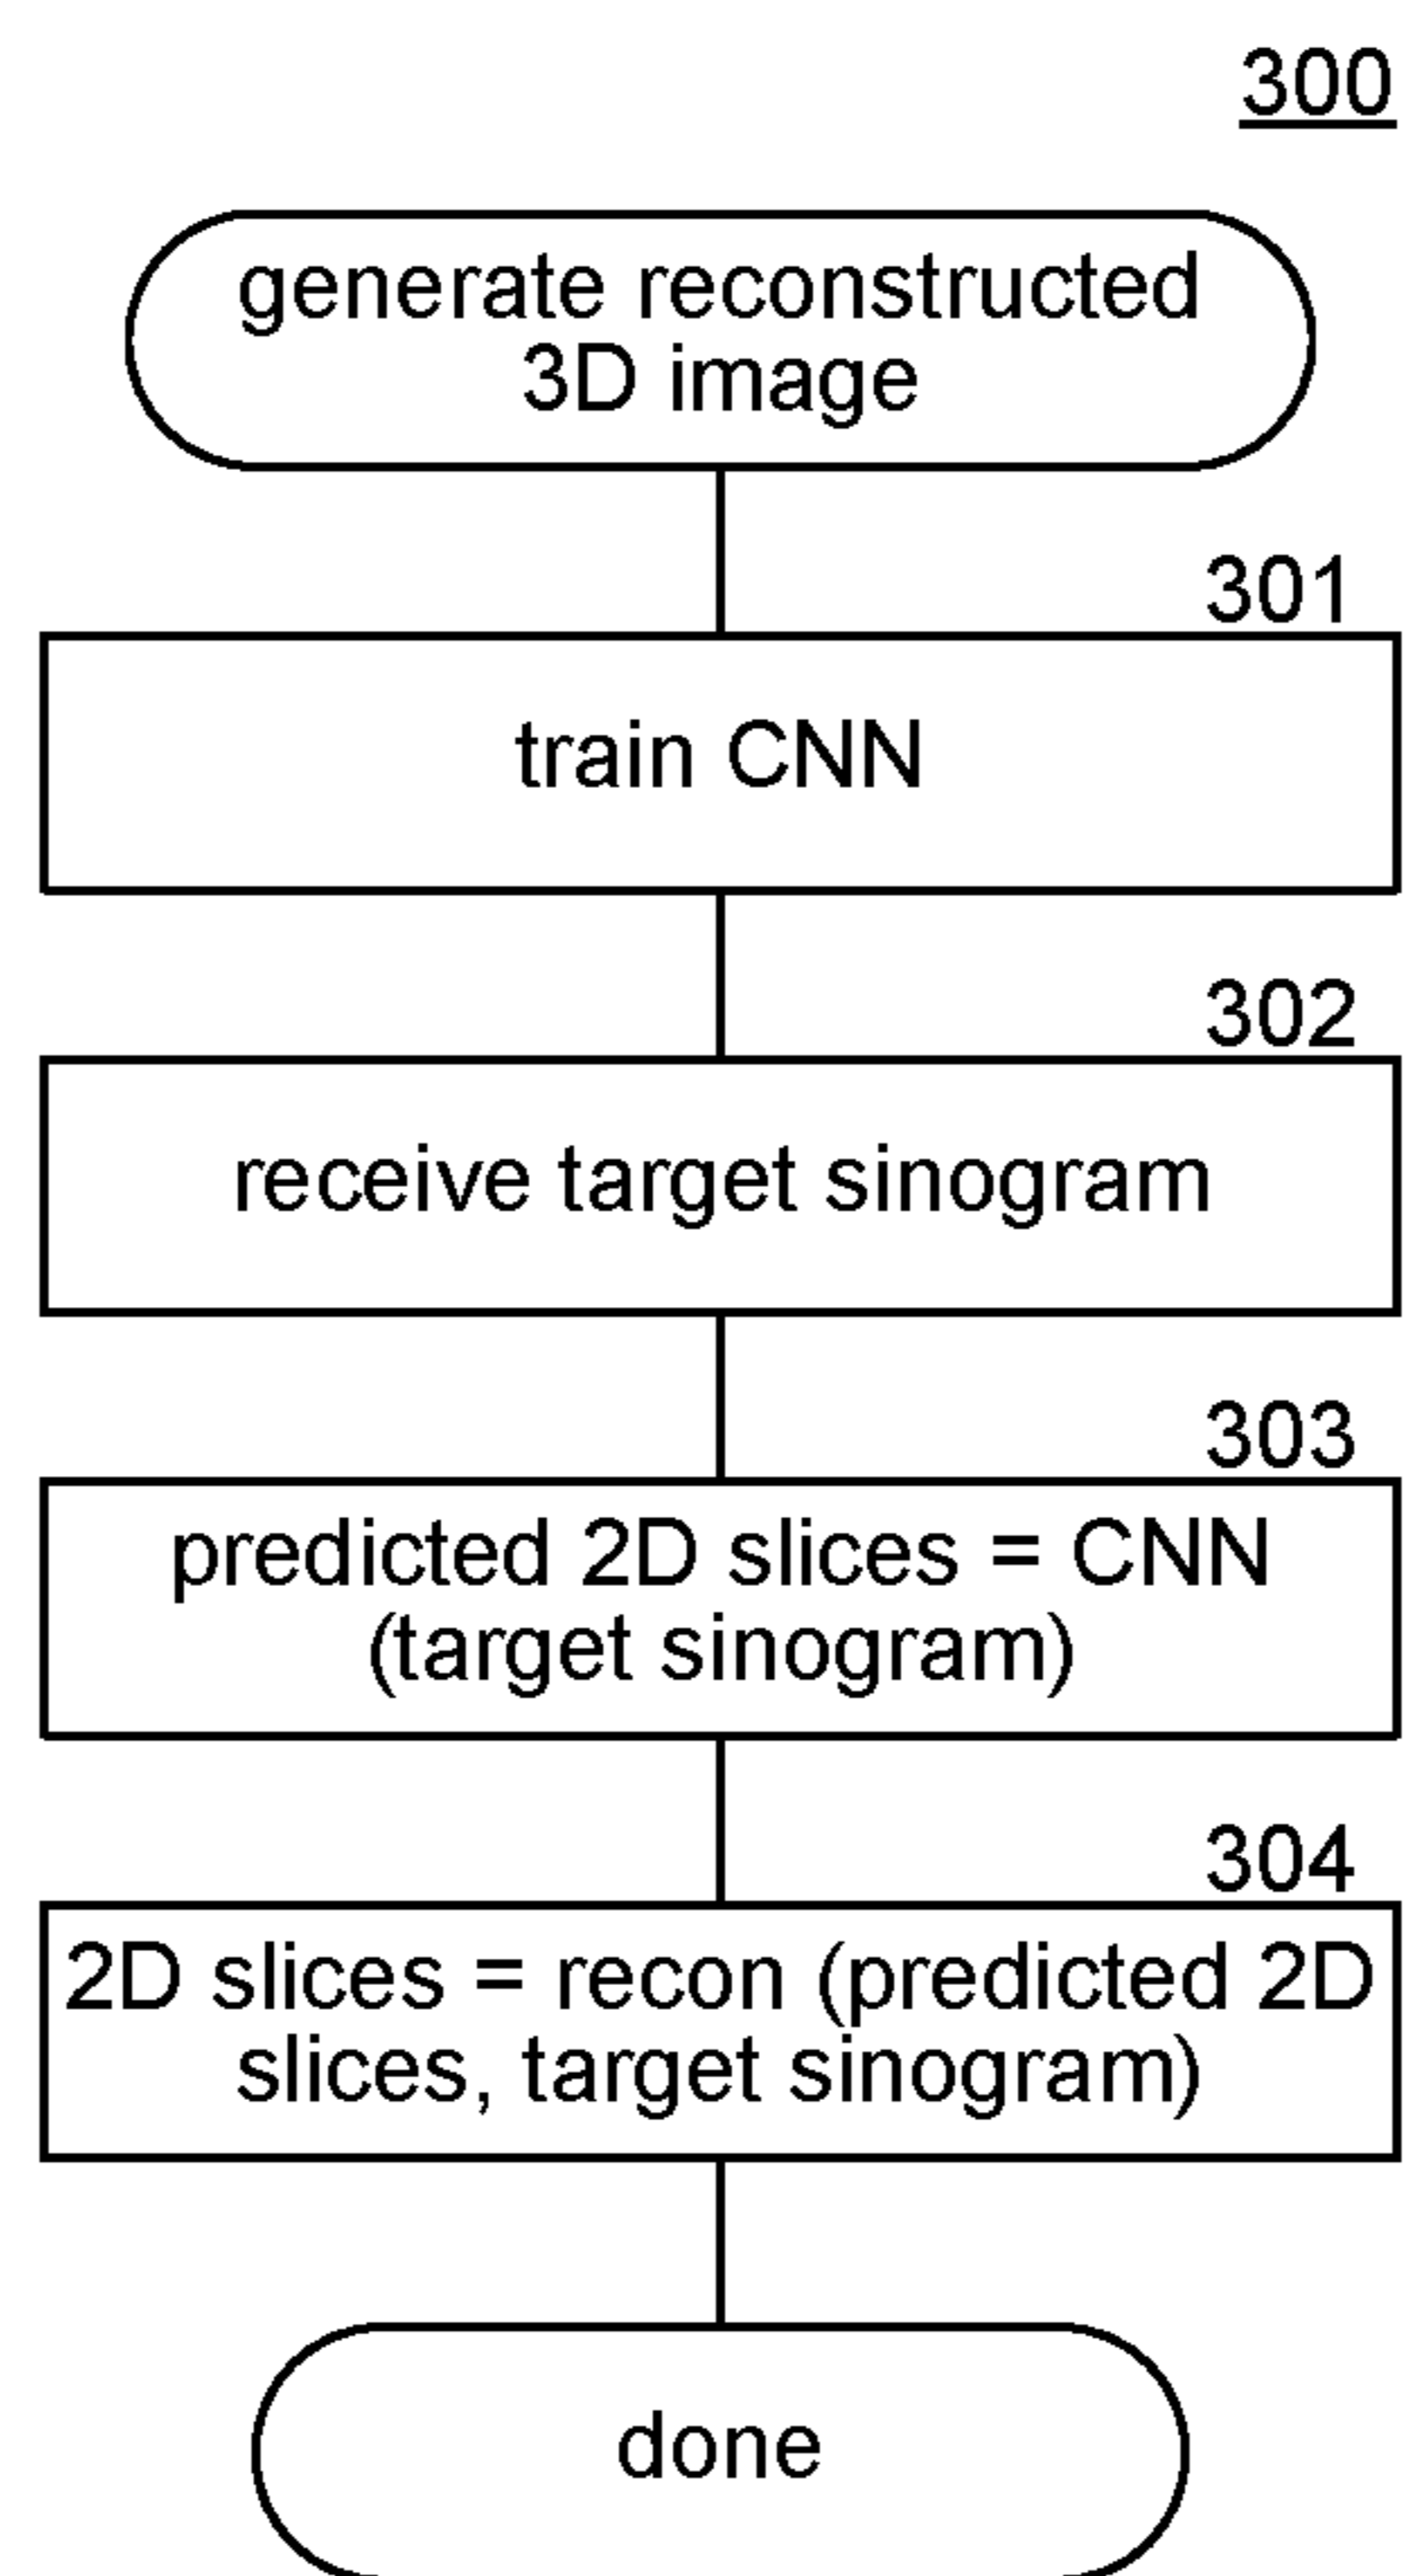 300
generate reconstructed
3D image
301
train CNN
302
receive target sinogram
303
predicted 2D slices = CNN
(target sinogram)
304
2D slices = recon (predicted 2D
slices, target sinogram)
done